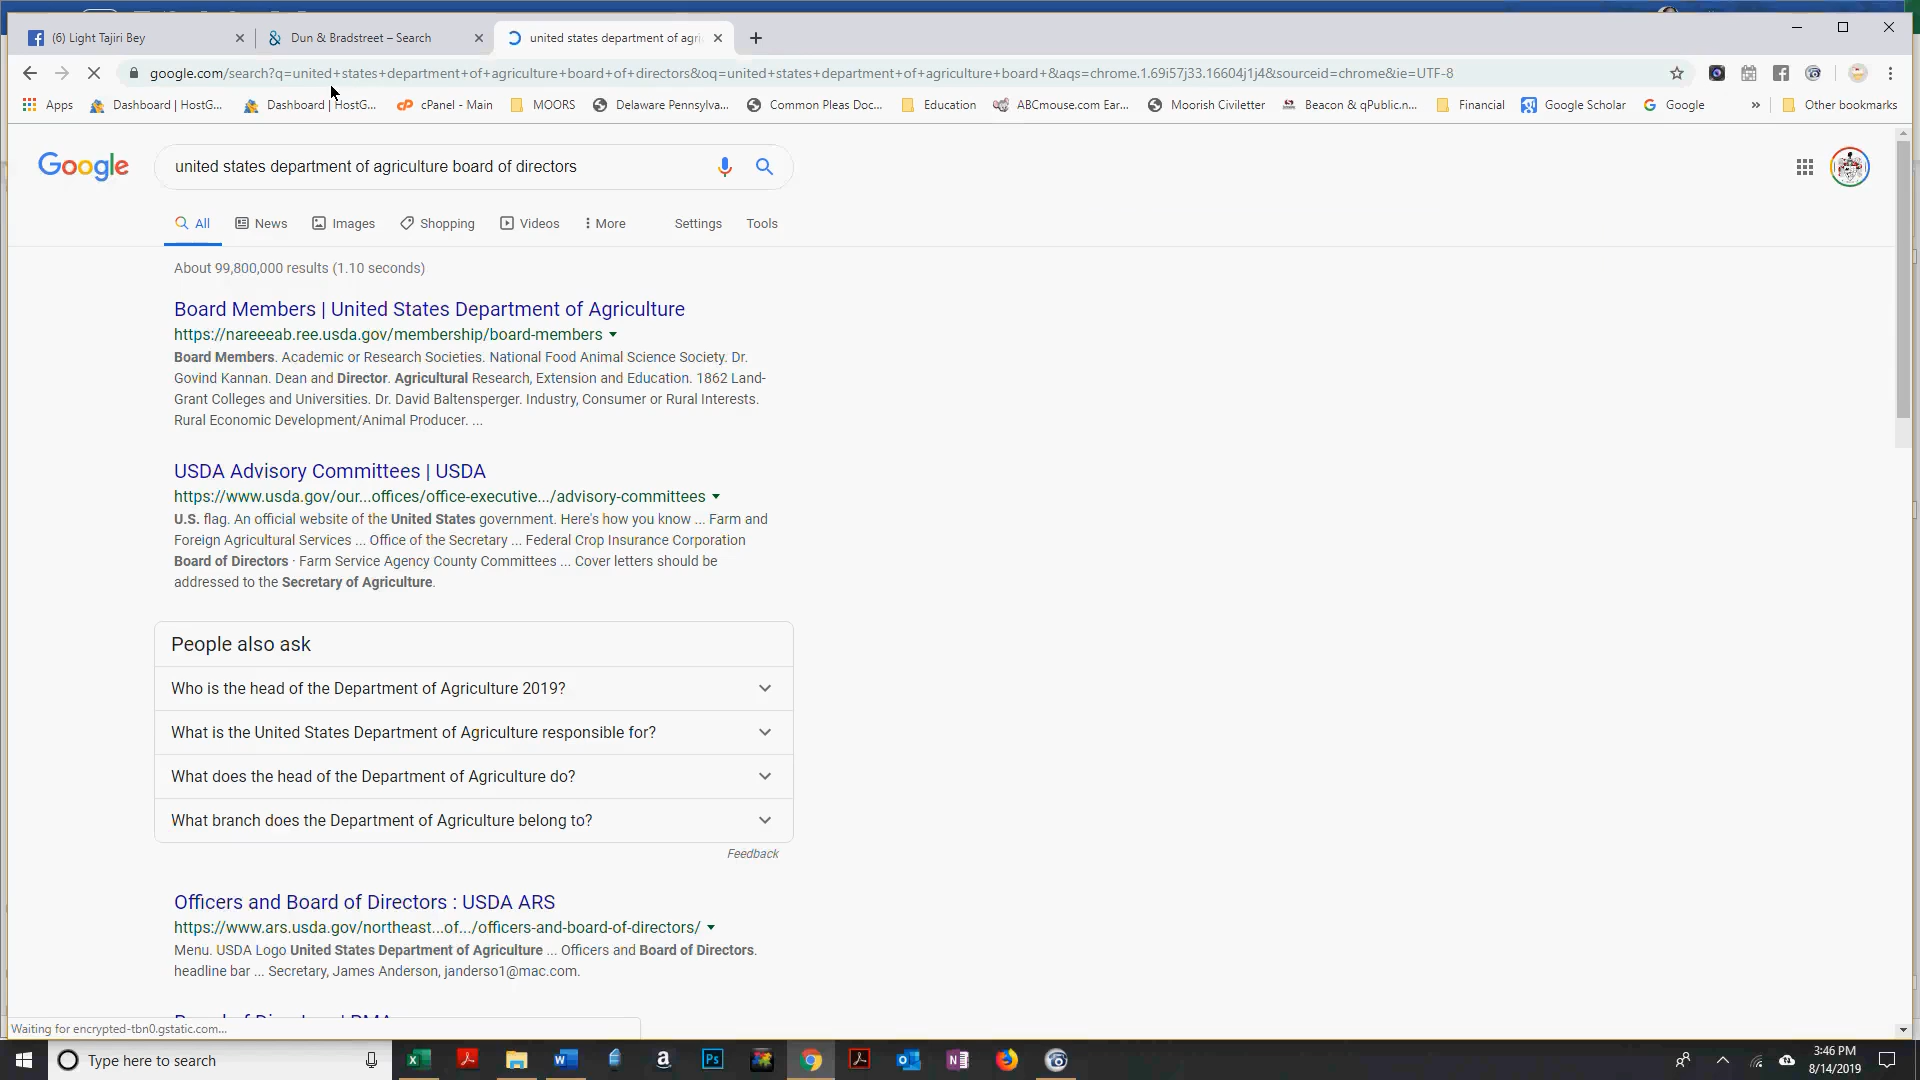 (6) Light Tajiri Bey
Dun & Bradstreet – Search
united states department of agri
google.com/search?q=united+states+department+of+agriculture+board+of+directors&oq=united+states+department+of+agriculture+board+&aqs=chrome.1.69i57j33.16604j1j4&sourceid=chrome&ie=UTF-8
Apps Dashboard | HostG... Dashboard | HostG... cPanel - Main MOORS Delaware Pennsylva... Common Pleas Doc... Education ABCmouse.com Ear... Moorish Civilletter Beacon & qPublic.n... Financial Google Scholar Google » Other bookmarks
Google
united states department of agriculture board of directors
All News Images Shopping Videos More Settings Tools
About 99,800,000 results (1.10 seconds)
Board Members | United States Department of Agriculture
https://nareeeab.ree.usda.gov/membership/board-members
Board Members. Academic or Research Societies. National Food Animal Science Society. Dr.
Govind Kannan. Dean and Director. Agricultural Research, Extension and Education. 1862 Land-
Grant Colleges and Universities. Dr. David Baltensperger. Industry, Consumer or Rural Interests.
Rural Economic Development/Animal Producer. ...
USDA Advisory Committees | USDA
https://www.usda.gov/our...offices/office-executive.../advisory-committees
U.S. flag. An official website of the United States government. Here's how you know ... Farm and
Foreign Agricultural Services ... Office of the Secretary ... Federal Crop Insurance Corporation
Board of Directors · Farm Service Agency County Committees ... Cover letters should be
addressed to the Secretary of Agriculture.
People also ask
Who is the head of the Department of Agriculture 2019?
What is the United States Department of Agriculture responsible for?
What does the head of the Department of Agriculture do?
What branch does the Department of Agriculture belong to?
Feedback
Officers and Board of Directors : USDA ARS
https://www.ars.usda.gov/northeast...of.../officers-and-board-of-directors/
Menu. USDA Logo United States Department of Agriculture ... Officers and Board of Directors.
headline bar ... Secretary, James Anderson, janderso1@mac.com.
Board of Directors | RMA
Waiting for encrypted-tbn0.gstatic.com...
Type here to search
3:46 PM
8/14/2019